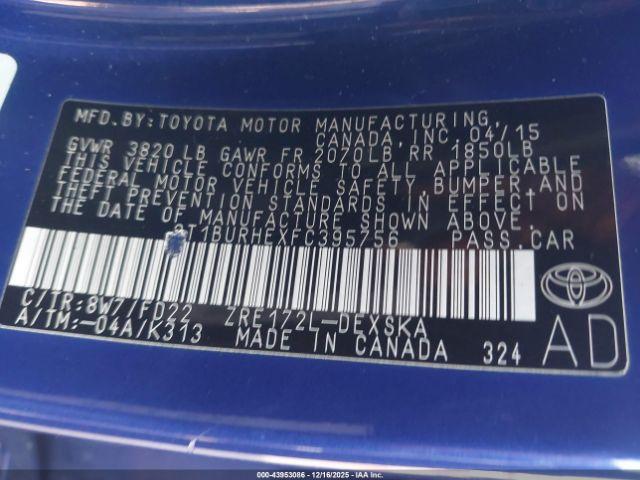 MFD. BY: TOYOTA MOTOR MANUFACTURING,
CANADA, INC. 04/15
GVWR 3820 LB GAWR FR 2070LB, RR 1850LB
THIS VEHICLE CONFORMS TO ALL APPLICABLE
FEDERAL MOTOR VEHICLE SAFETY, BUMPER, AND
THEFT PREVENTION STANDARDS IN EFFECT ON
THE DATE OF MANUFACTURE SHOWN ABOVE.
T1BURHEXFC395756 PASS. CAR
C/TR: 8W7/FD22 ZRE172L-DEXSKA
A/TM: -04A/K313 MADE IN CANADA 324
AD
000-43953086 - 12/16/2025 - IAA Inc.